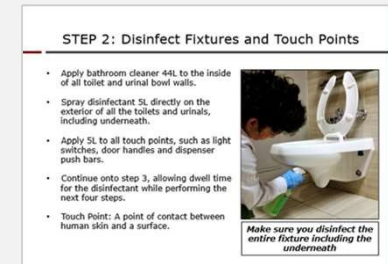 STEP 2: Disinfect Fixtures and Touch Points
• Apply bathroom cleaner 44L to the inside
of all toilet and urinal bowl walls.
• Spray disinfectant 5L directly on the
exterior of all the toilets and urinals,
including underneath.
• Apply 5L to all touch points, such as light
switches, door handles and dispenser
push bars.
• Continue onto step 3, allowing dwell time
for the disinfectant while performing the
next four steps.
• Touch Point: A point of contact between
human skin and a surface.
Make sure you disinfect the
entire fixture including the
underneath